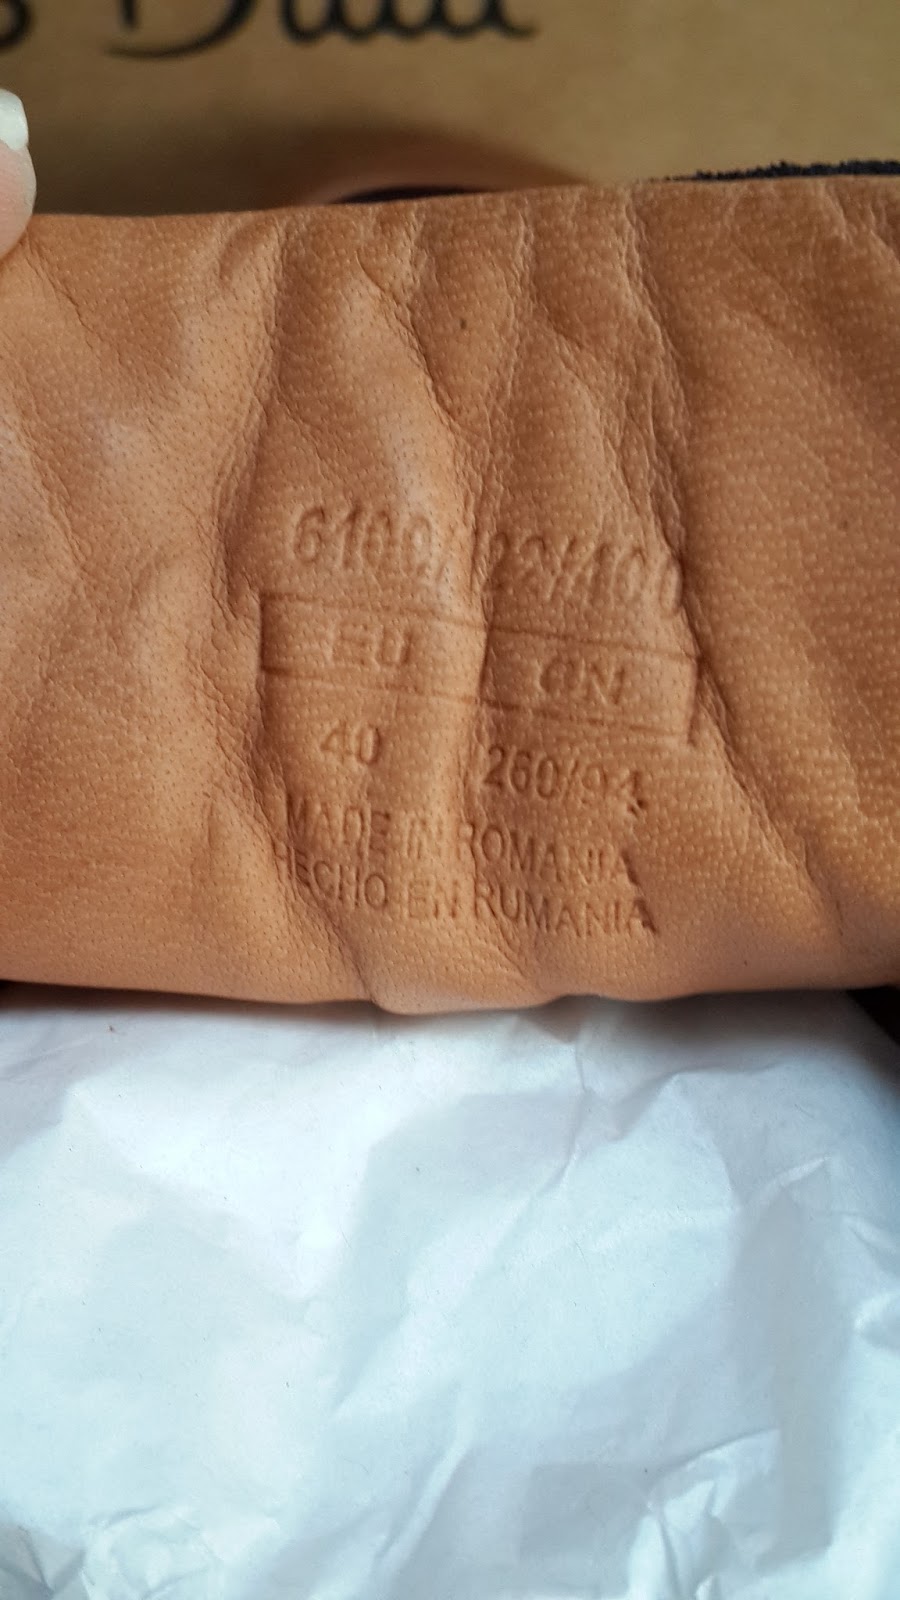 EU CN
40 260/94
MADE IN ROMANIA
HECHO EN RUMANIA